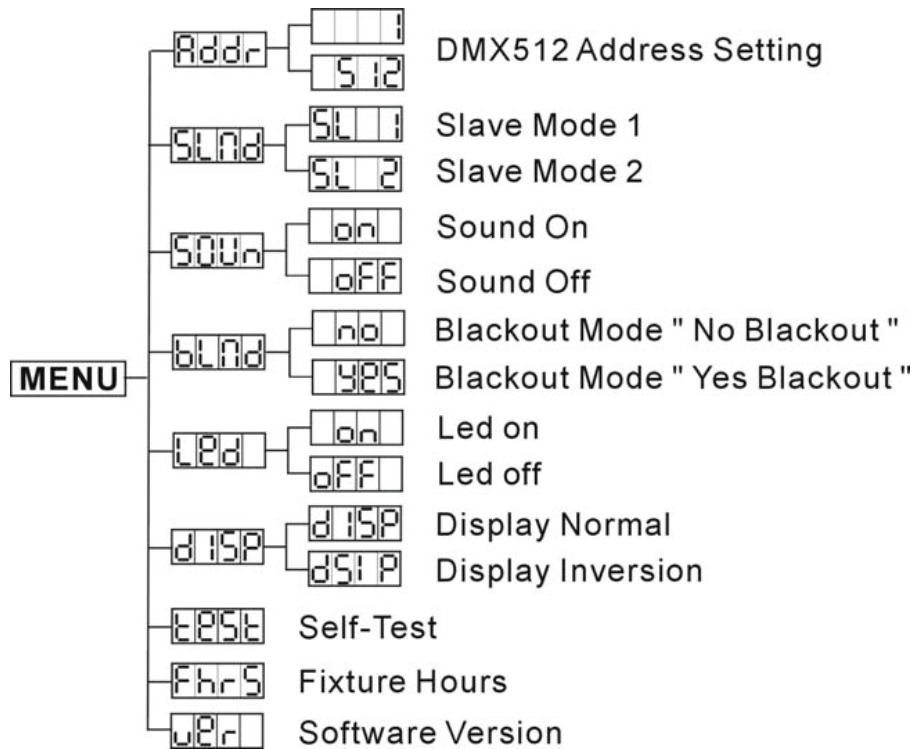 Addr
1
512
DMX512 Address Setting
SLMd
SL 1
Slave Mode 1
SL 2
Slave Mode 2
SOUn
on
Sound On
oFF
Sound Off
bLMd
no
Blackout Mode " No Blackout "
yes
Blackout Mode " Yes Blackout "
MENU
Led
on
Led on
oFF
Led off
dISP
dISP
Display Normal
dSIP
Display Inversion
test
Self-Test
FhrS
Fixture Hours
ver
Software Version